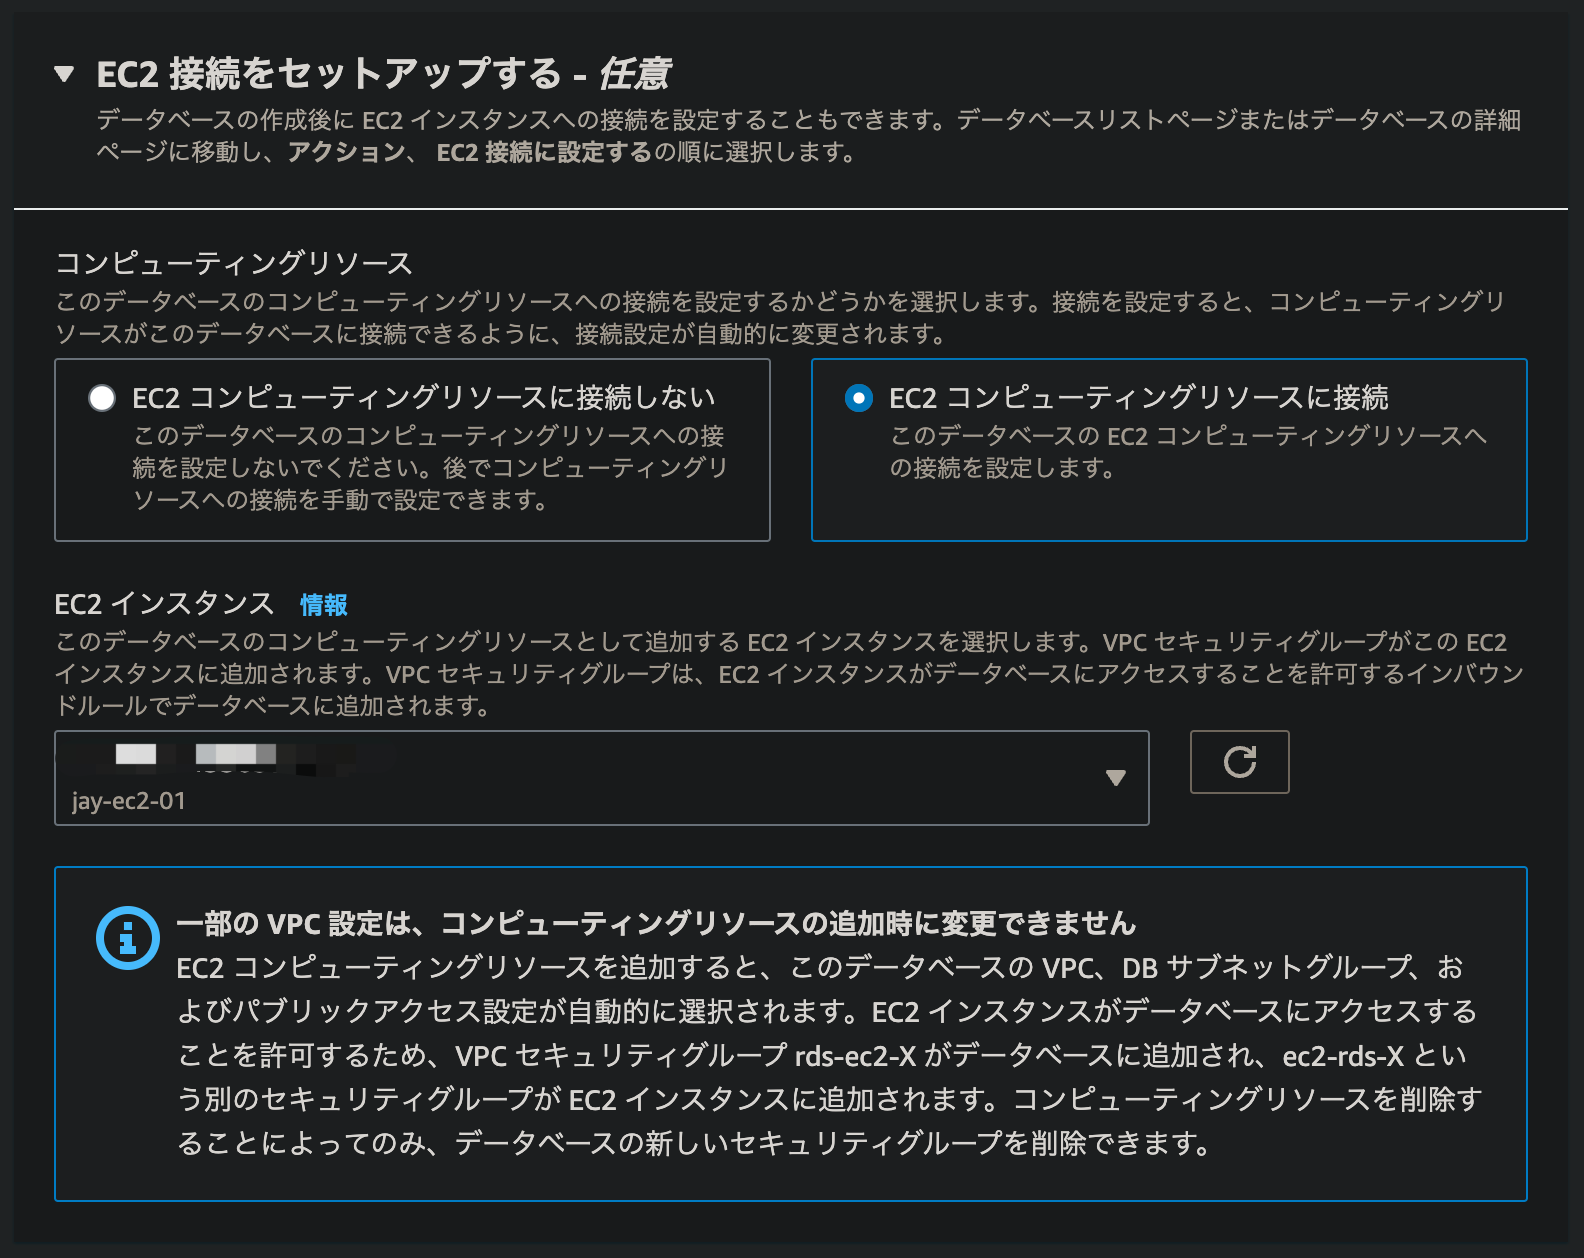 EC2 接続をセットアップする - 任意
データベースの作成後に EC2 インスタンスへの接続を設定することもできます。データベースリストページまたはデータベースの詳細
ページに移動し、アクション、 EC2 接続に設定するの順に選択します。
コンピューティングリソース
このデータベースのコンピューティングリソースへの接続を設定するかどうかを選択します。接続を設定すると、コンピューティングリ
ソースがこのデータベースに接続できるように、接続設定が自動的に変更されます。
EC2 コンピューティングリソースに接続しない
このデータベースのコンピューティングリソースへの接
続を設定しないでください。後でコンピューティングリ
ソースへの接続を手動で設定できます。
EC2 コンピューティングリソースに接続
このデータベースの EC2 コンピューティングリソースへ
の接続を設定します。
EC2 インスタンス 情報
このデータベースのコンピューティングリソースとして追加する EC2 インスタンスを選択します。VPC セキュリティグループがこの EC2
インスタンスに追加されます。VPC セキュリティグループは、EC2 インスタンスがデータベースにアクセスすることを許可するインバウン
ドルールでデータベースに追加されます。
jay-ec2-01
一部の VPC 設定は、コンピューティングリソースの追加時に変更できません
EC2 コンピューティングリソースを追加すると、このデータベースの VPC、DB サブネットグループ、お
よびパブリックアクセス設定が自動的に選択されます。EC2 インスタンスがデータベースにアクセスする
ことを許可するため、VPC セキュリティグループ rds-ec2-X がデータベースに追加され、ec2-rds-X とい
う別のセキュリティグループが EC2 インスタンスに追加されます。コンピューティングリソースを削除す
ることによってのみ、データベースの新しいセキュリティグループを削除できます。